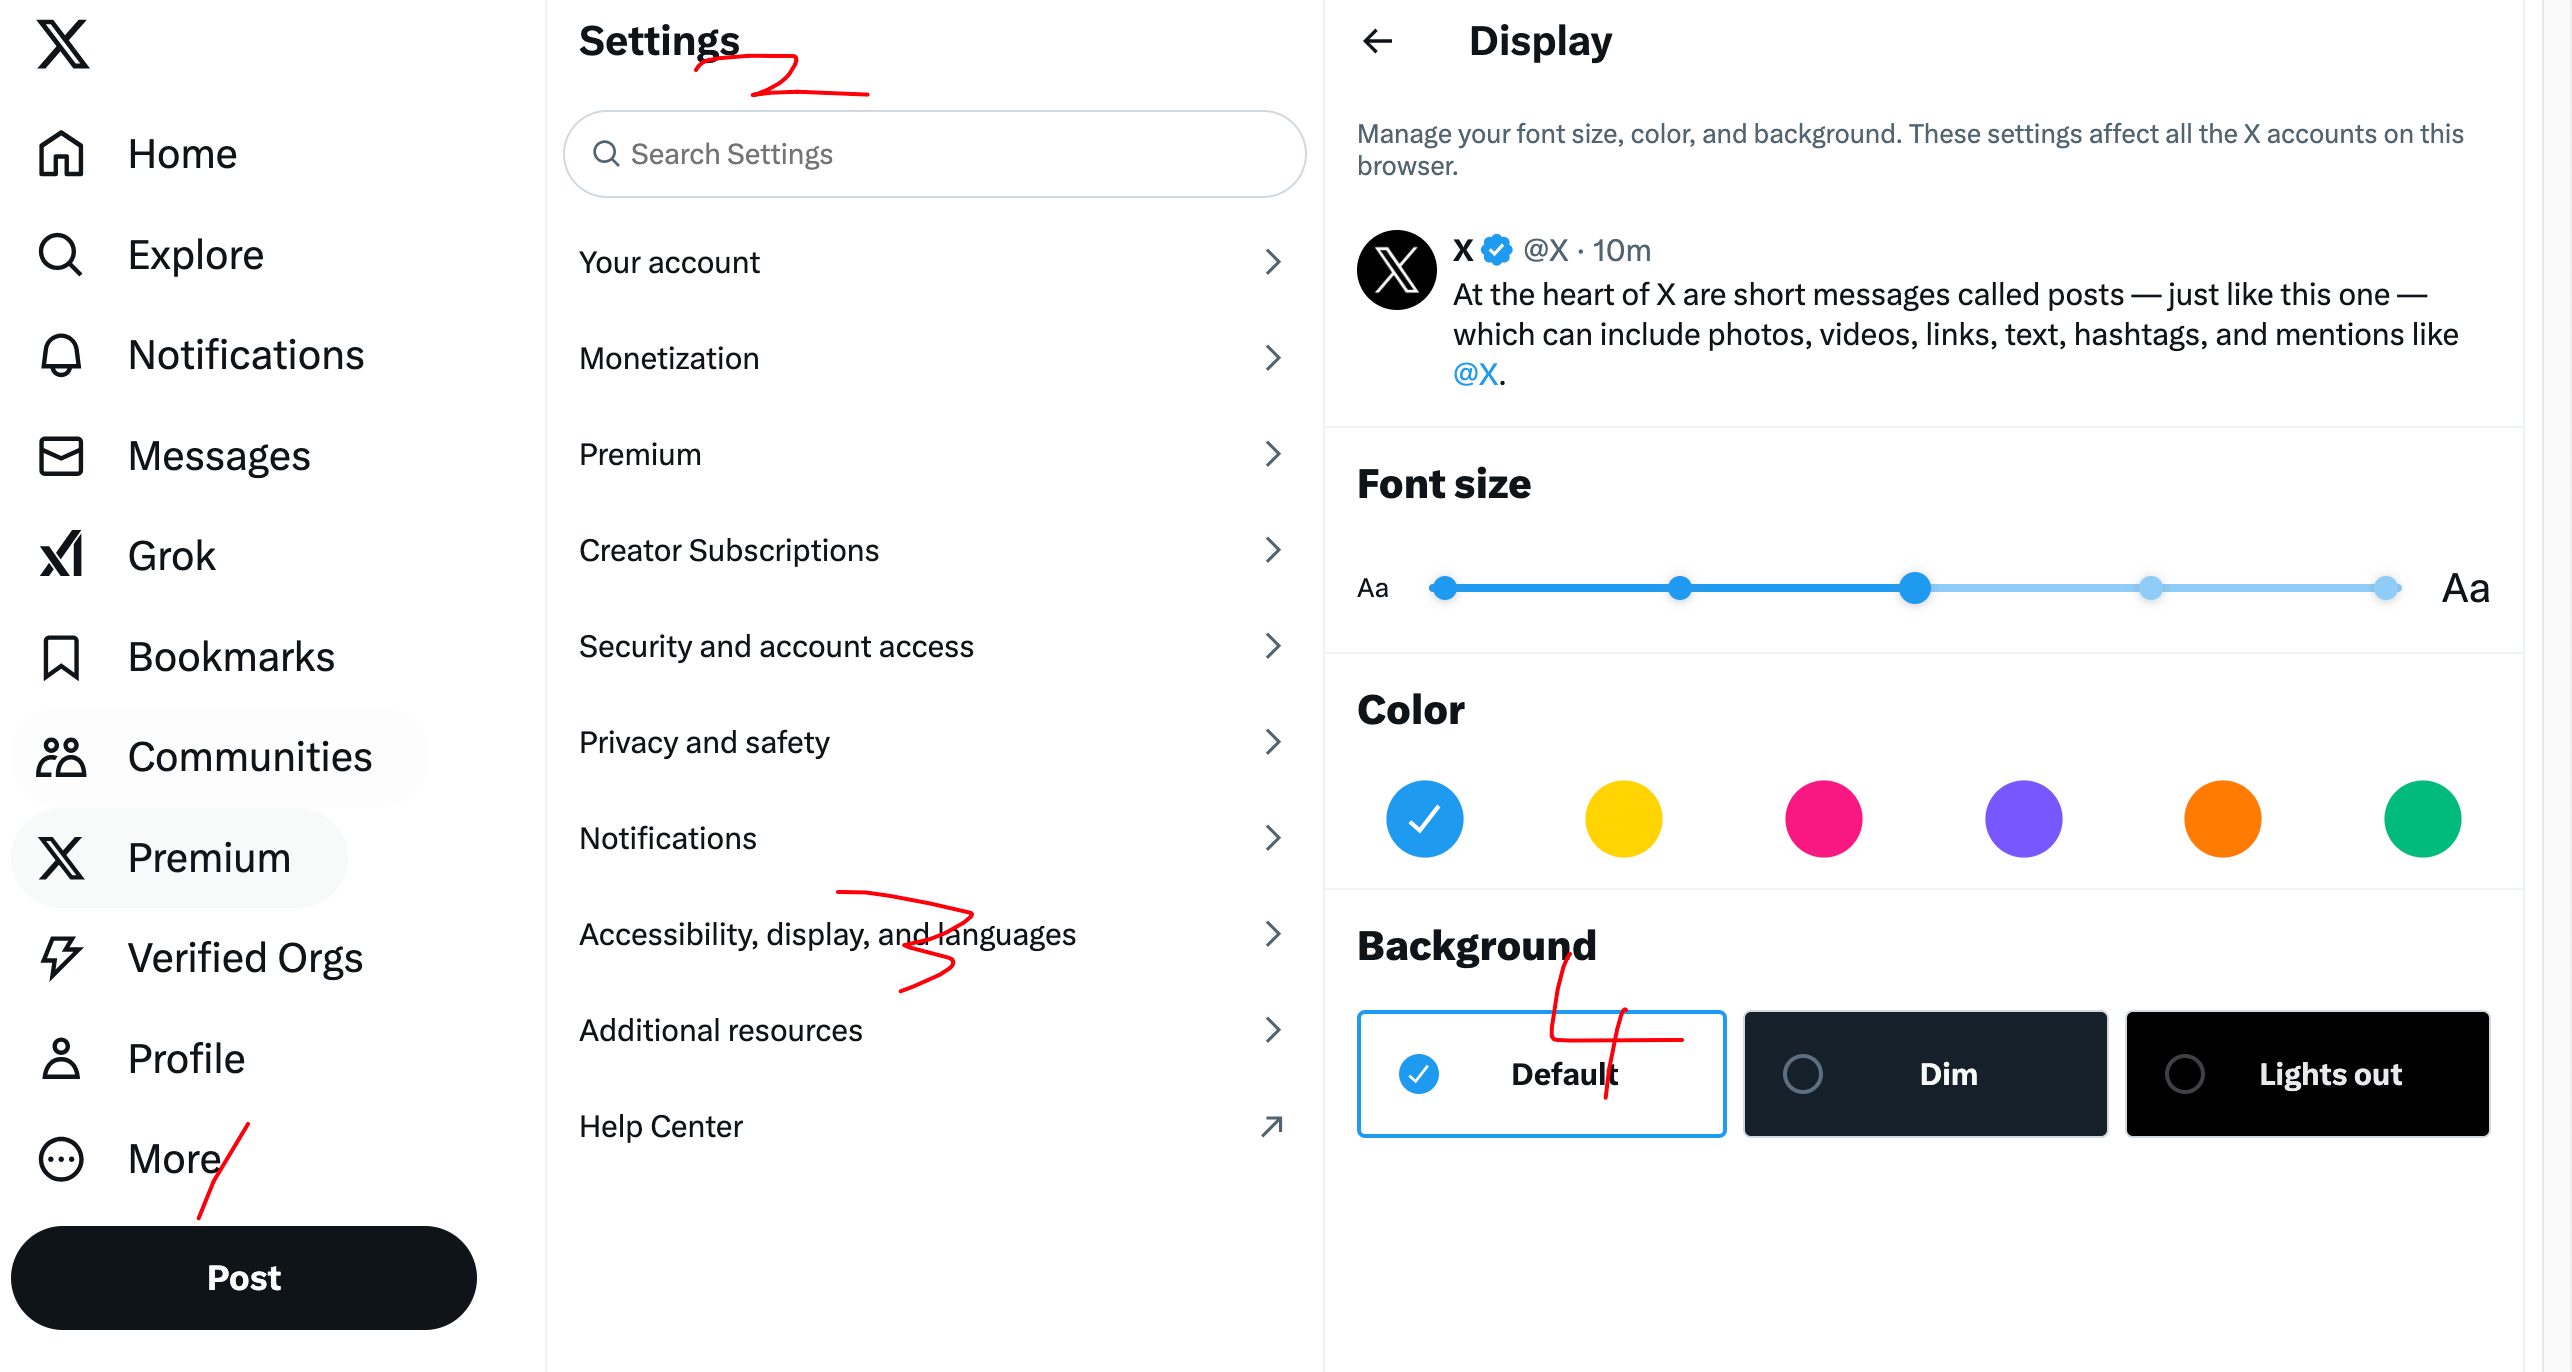 Home
Explore
Notifications
Messages
Grok
Bookmarks
Communities
Premium
Verified Orgs
Profile
More
1
Post
Settings
2
Search Settings
Your account
Monetization
Premium
Creator Subscriptions
Security and account access
Privacy and safety
Notifications
Accessibility, display, and languages
3
Additional resources
Help Center
Display
Manage your font size, color, and background. These settings affect all the X accounts on this
browser.
X @X · 10m
At the heart of X are short messages called posts — just like this one —
which can include photos, videos, links, text, hashtags, and mentions like
@X.
Font size
Aa Aa
Color
Background
4
Default Dim Lights out